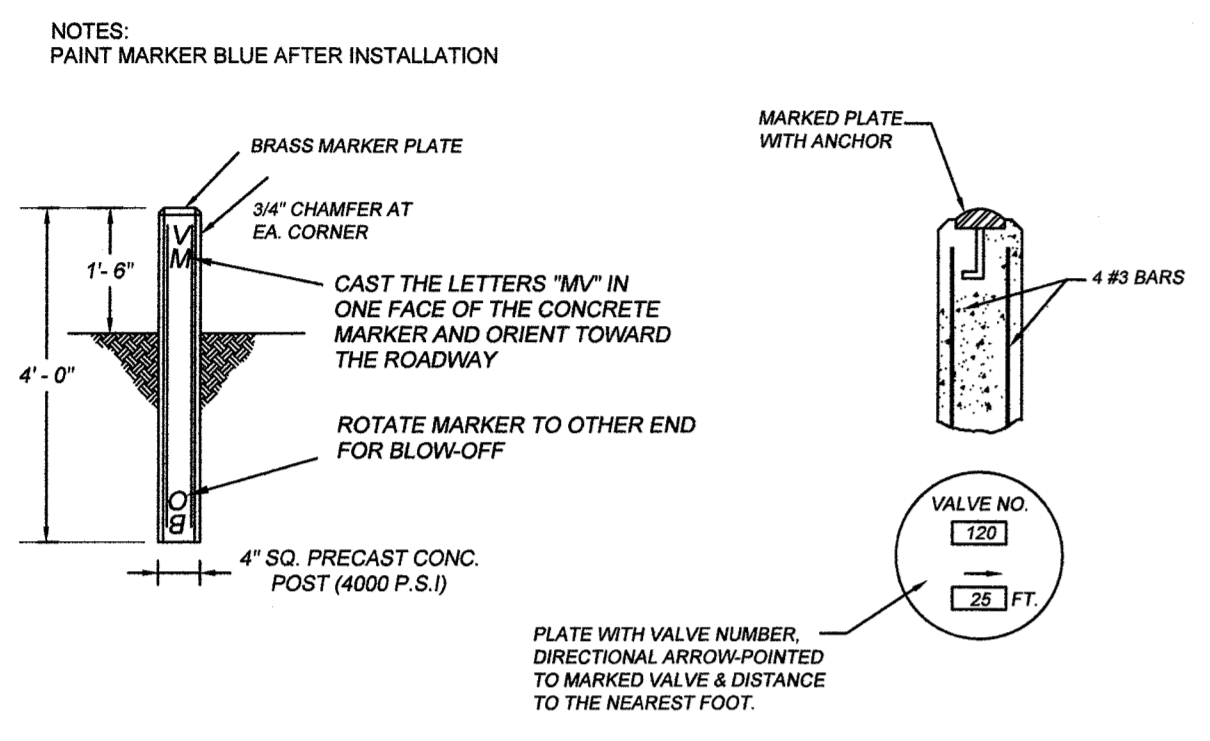 NOTES:
PAINT MARKER BLUE AFTER INSTALLATION
BRASS MARKER PLATE
3/4" CHAMFER AT
EA. CORNER
V
M
1'- 6"
CAST THE LETTERS "MV" IN
ONE FACE OF THE CONCRETE
MARKER AND ORIENT TOWARD
THE ROADWAY
4' - 0"
ROTATE MARKER TO OTHER END
FOR BLOW-OFF
O
B
4" SQ. PRECAST CONC.
POST (4000 P.S.I)
MARKED PLATE
WITH ANCHOR
4 #3 BARS
VALVE NO.
120
25 FT.
PLATE WITH VALVE NUMBER,
DIRECTIONAL ARROW-POINTED
TO MARKED VALVE & DISTANCE
TO THE NEAREST FOOT.